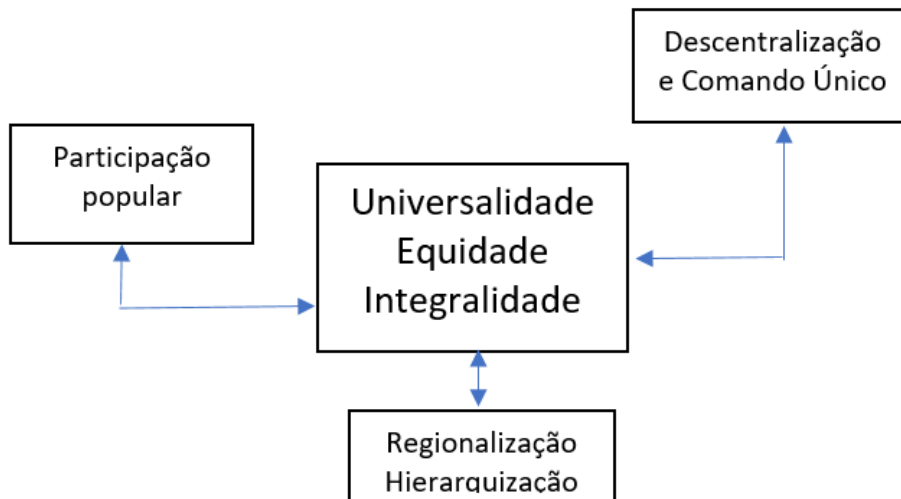 Descentralização
e Comando Único
Participação
popular
Universalidade
Equidade
Integralidade
Regionalização
Hierarquização